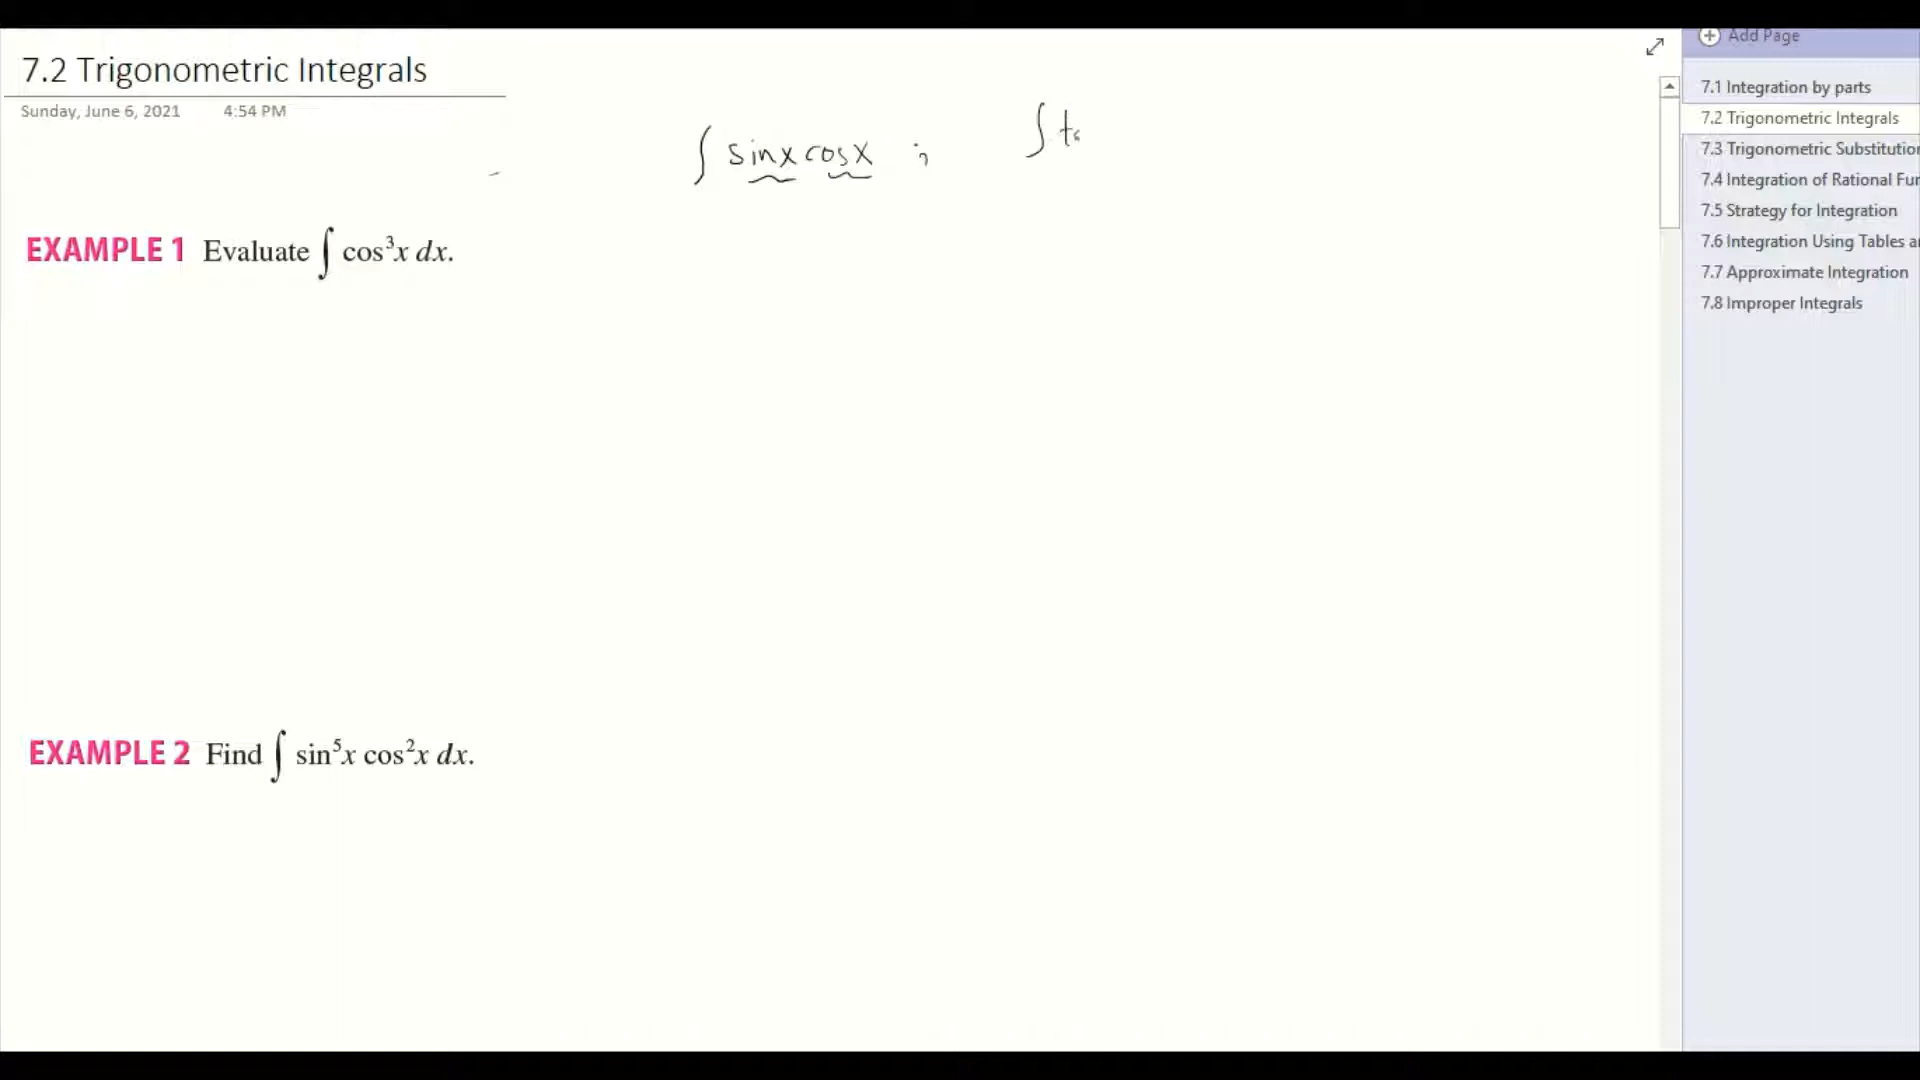 7.2 Trigonometric Integrals
Sunday, June 6, 2021 4:54 PM
∫ sinx cosx ; ∫
EXAMPLE 1 Evaluate ∫ cos³x dx.
EXAMPLE 2 Find ∫ sin⁵x cos²x dx.
Add Page
7.1 Integration by parts
7.2 Trigonometric Integrals
7.3 Trigonometric Substitution
7.4 Integration of Rational Fun
7.5 Strategy for Integration
7.6 Integration Using Tables an
7.7 Approximate Integration
7.8 Improper Integrals